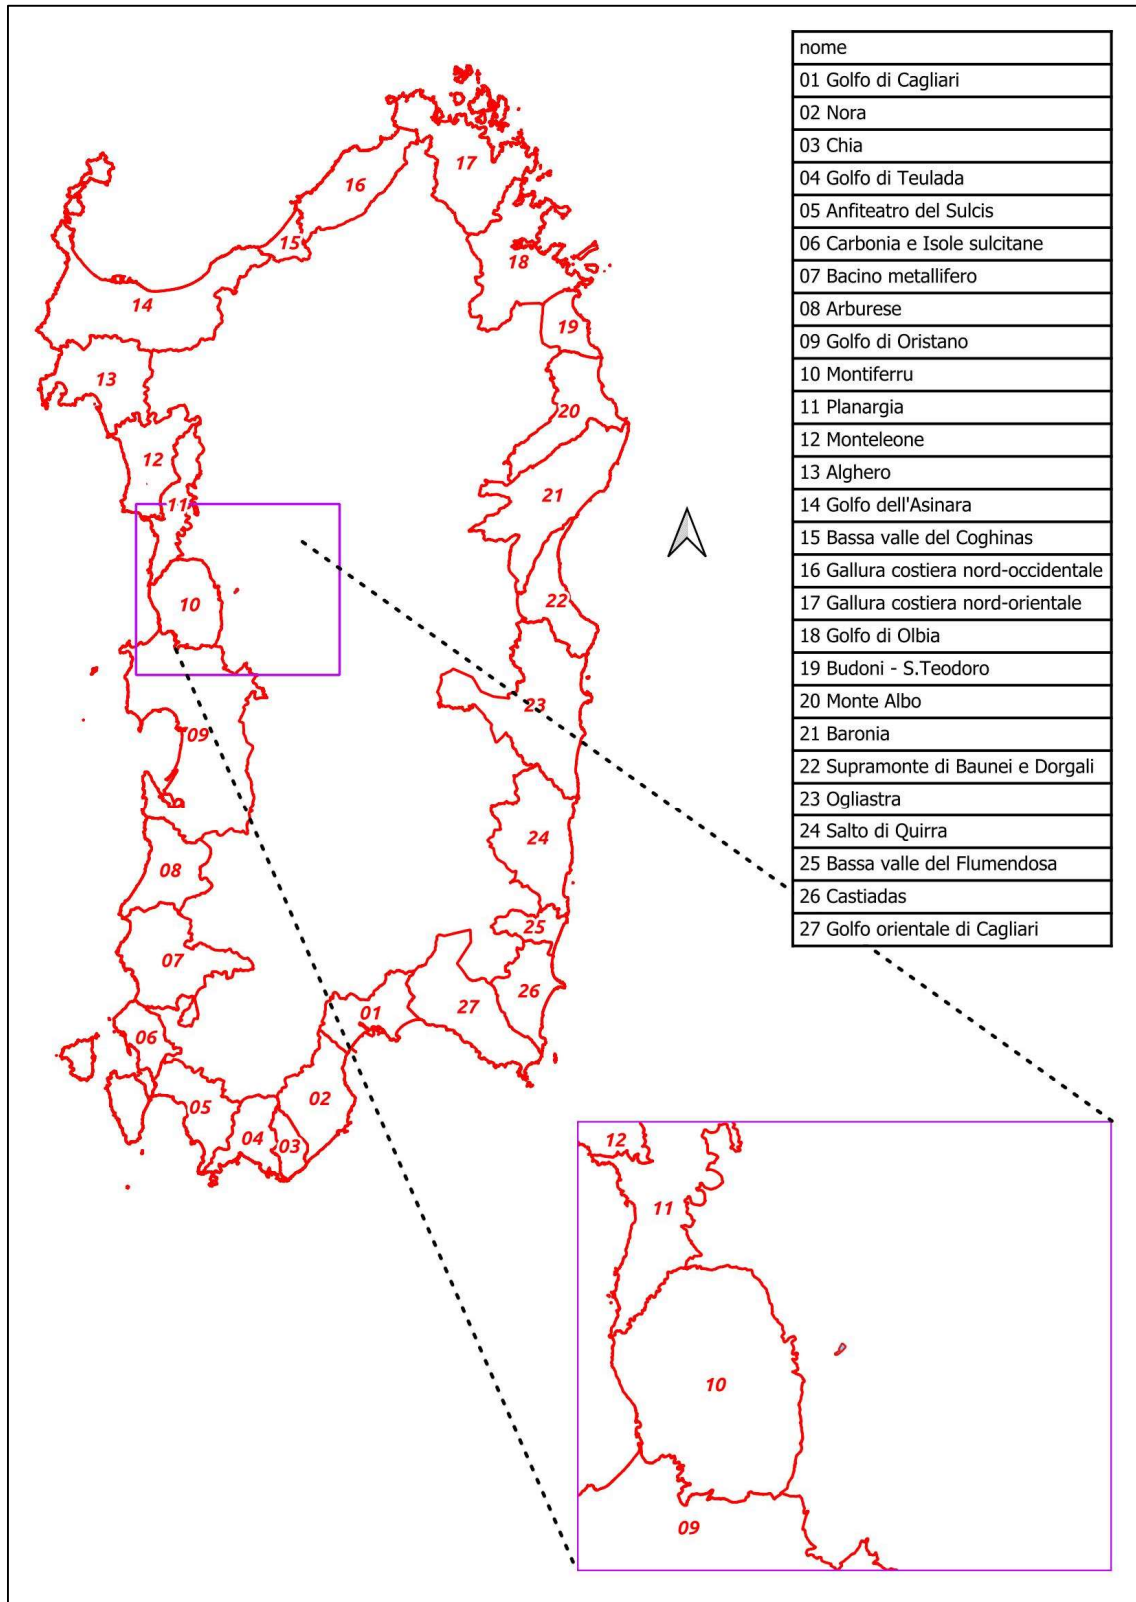 nome
01 Golfo di Cagliari
02 Nora
03 Chia
04 Golfo di Teulada
05 Anfiteatro del Sulcis
06 Carbonia e Isole sulcitane
07 Bacino metallifero
08 Arburese
09 Golfo di Oristano
10 Montiferru
11 Planargia
12 Monteleone
13 Alghero
14 Golfo dell'Asinara
15 Bassa valle del Coghinas
16 Gallura costiera nord-occidentale
17 Gallura costiera nord-orientale
18 Golfo di Olbia
19 Budoni - S.Teodoro
20 Monte Albo
21 Baronia
22 Supramonte di Baunei e Dorgali
23 Ogliastra
24 Salto di Quirra
25 Bassa valle del Flumendosa
26 Castiadas
27 Golfo orientale di Cagliari
17
16
15
18
14
19
13
20
12
21
11
22
10
23
09
24
08
25
07
26
27
01
06
02
05
04
03
12
11
10
09